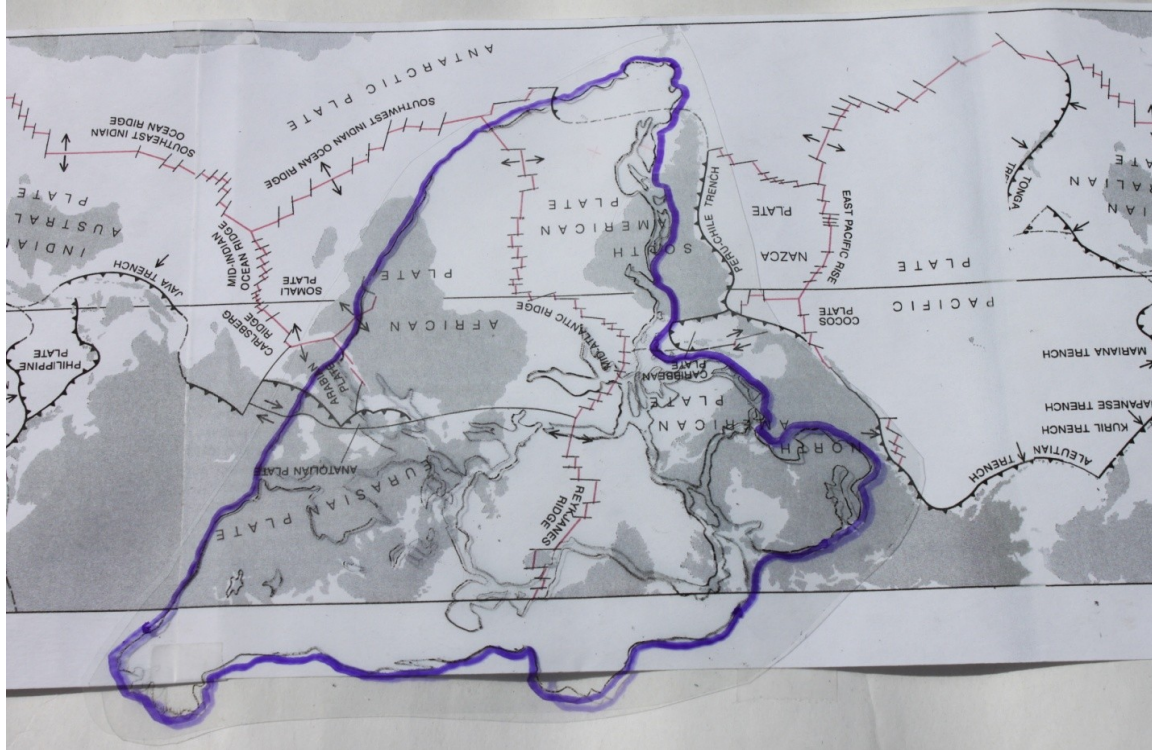 ANTARCTIC PLATE
SOUTHWEST INDIAN OCEAN RIDGE
SOUTHEAST INDIAN
OCEAN RIDGE
INDIAN
AUSTRAL
PLATE
MID-INDIAN
OCEAN RIDGE
JAVA TRENCH
SOMALI
PLATE
CARLSBERG
RIDGE
PHILIPPINE
PLATE
ARABIAN
PLATE
AFRICAN
PLATE
SOUTH
AMERICAN
PLATE
PERU-CHILE TRENCH
NAZCA
PLATE
EAST PACIFIC RISE
COCOS
PLATE
PACIFIC
PLATE
TONGA
RALIAN
MARIANA TRENCH
JAPANESE TRENCH
KURIL TRENCH
ALEUTIAN
TRENCH
CARIBBEAN
PLATE
NORTH AMERICAN
PLATE
ANTIC RIDGE
REYKJANES
RIDGE
ANATOLIAN PLATE
EURASIAN PLATE